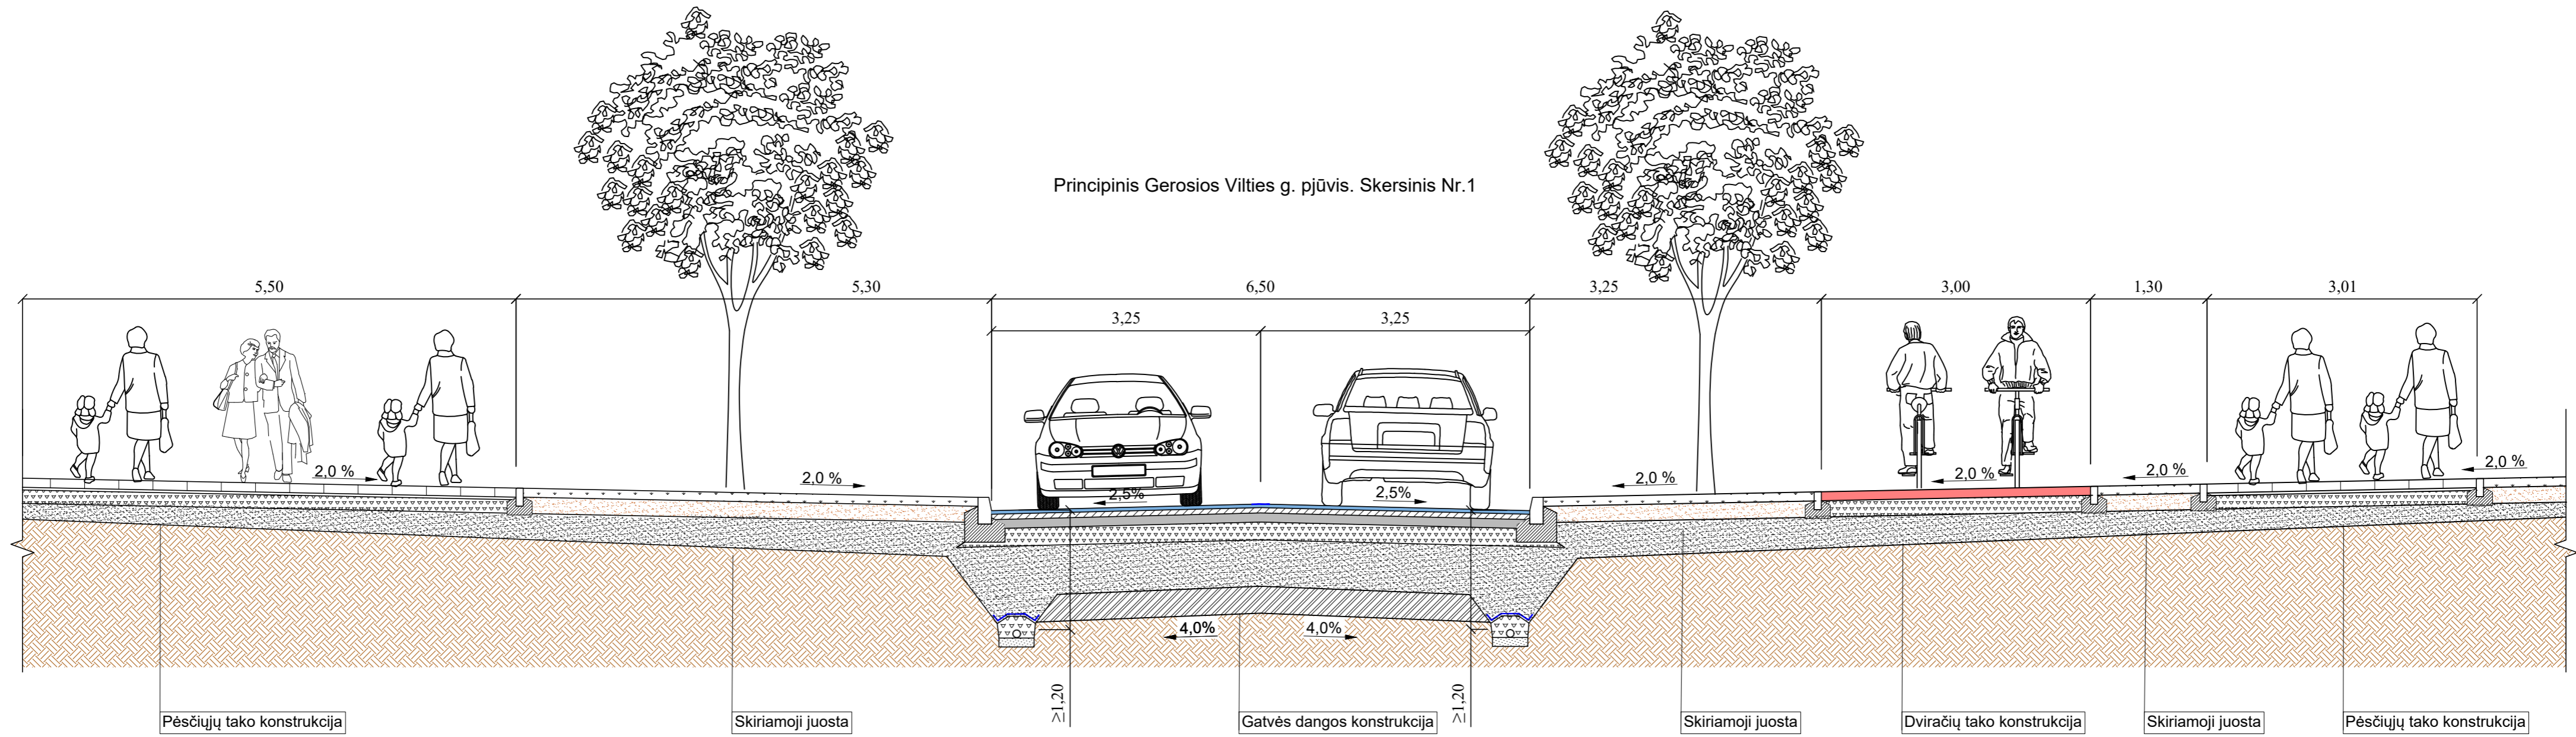 Principinis Gerosios Vilties g. pjūvis. Skersinis Nr.1
5,50
5,30
6,50
3,25
3,00
1,30
3,01
3,25
3,25
2,0 %
2,0 %
2,5%
2,5%
2,0 %
2,0 %
2,0 %
2,0 %
4,0%
4,0%
≥1,20
≥1,20
Pėsčiųjų tako konstrukcija
Skiriamoji juosta
Gatvės dangos konstrukcija
Skiriamoji juosta
Dviračių tako konstrukcija
Skiriamoji juosta
Pėsčiųjų tako konstrukcija